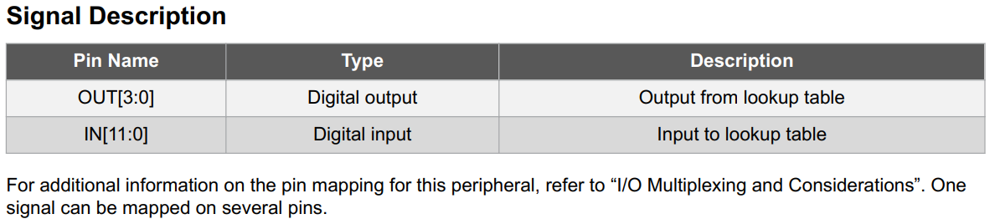 Signal Description
Pin Name Type Description
OUT[3:0] Digital output Output from lookup table
IN[11:0] Digital input Input to lookup table
For additional information on the pin mapping for this peripheral, refer to “I/O Multiplexing and Considerations”. One
signal can be mapped on several pins.